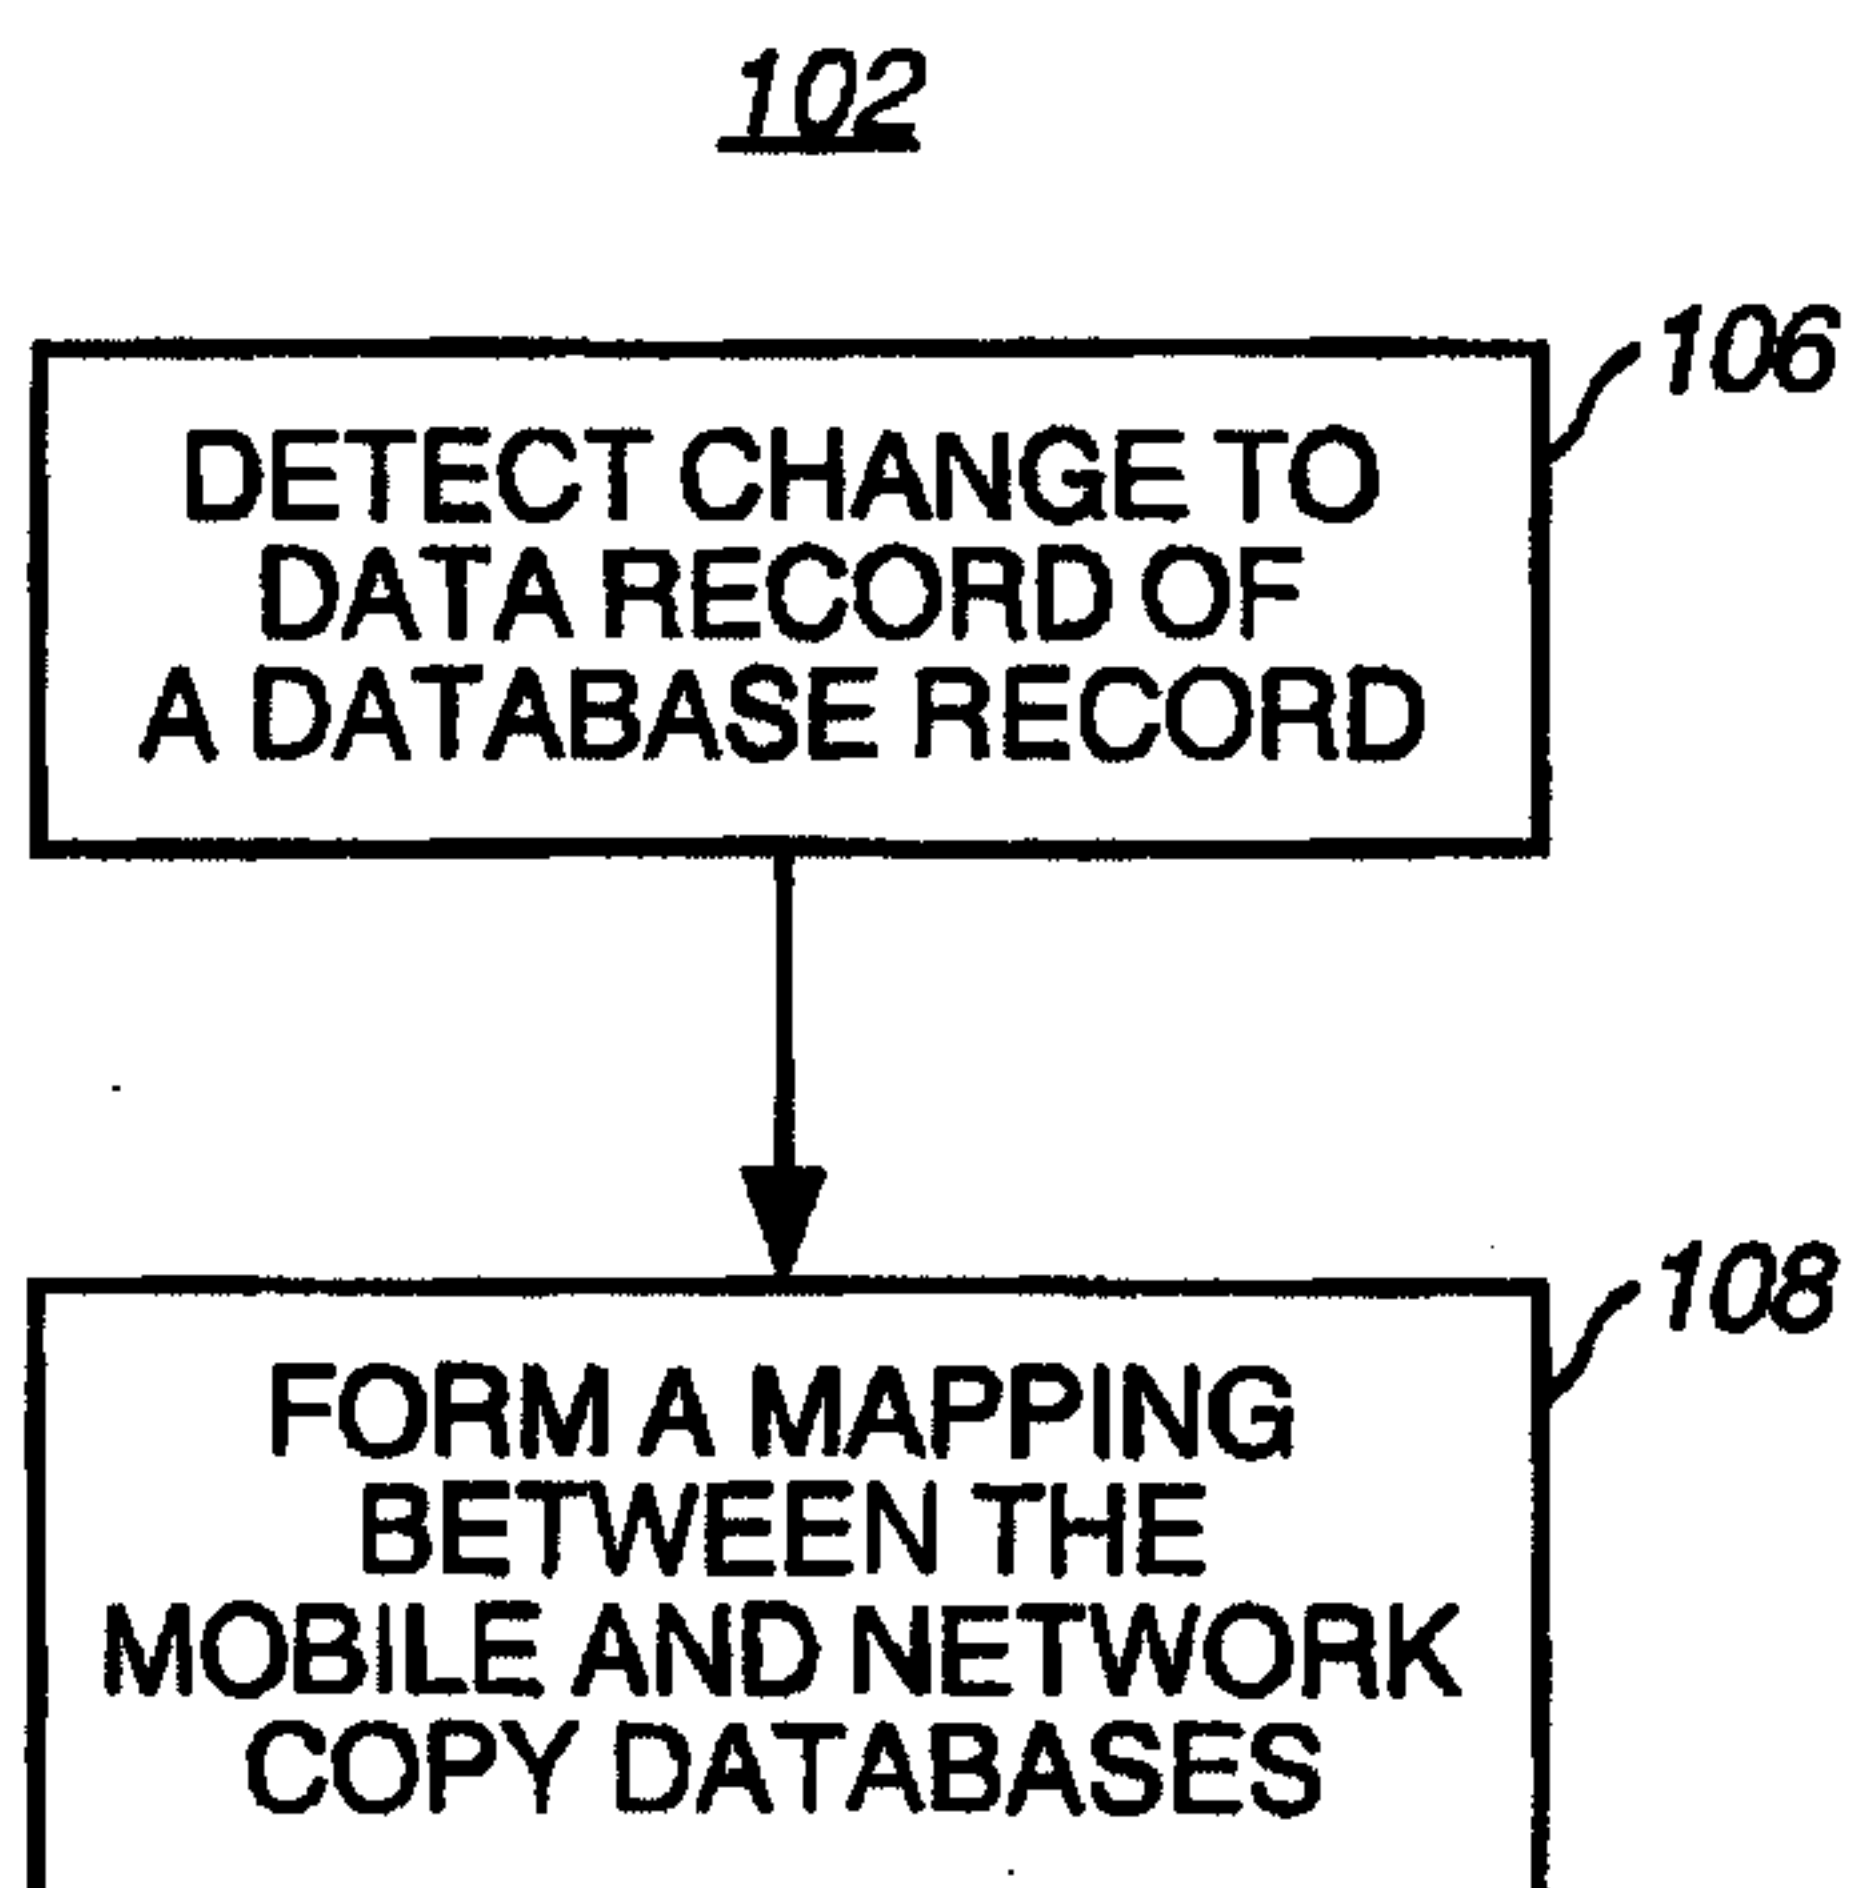 102
106
DETECT CHANGE TO
DATA RECORD OF
A DATABASE RECORD
108
FORM A MAPPING
BETWEEN THE
MOBILE AND NETWORK
COPY DATABASES